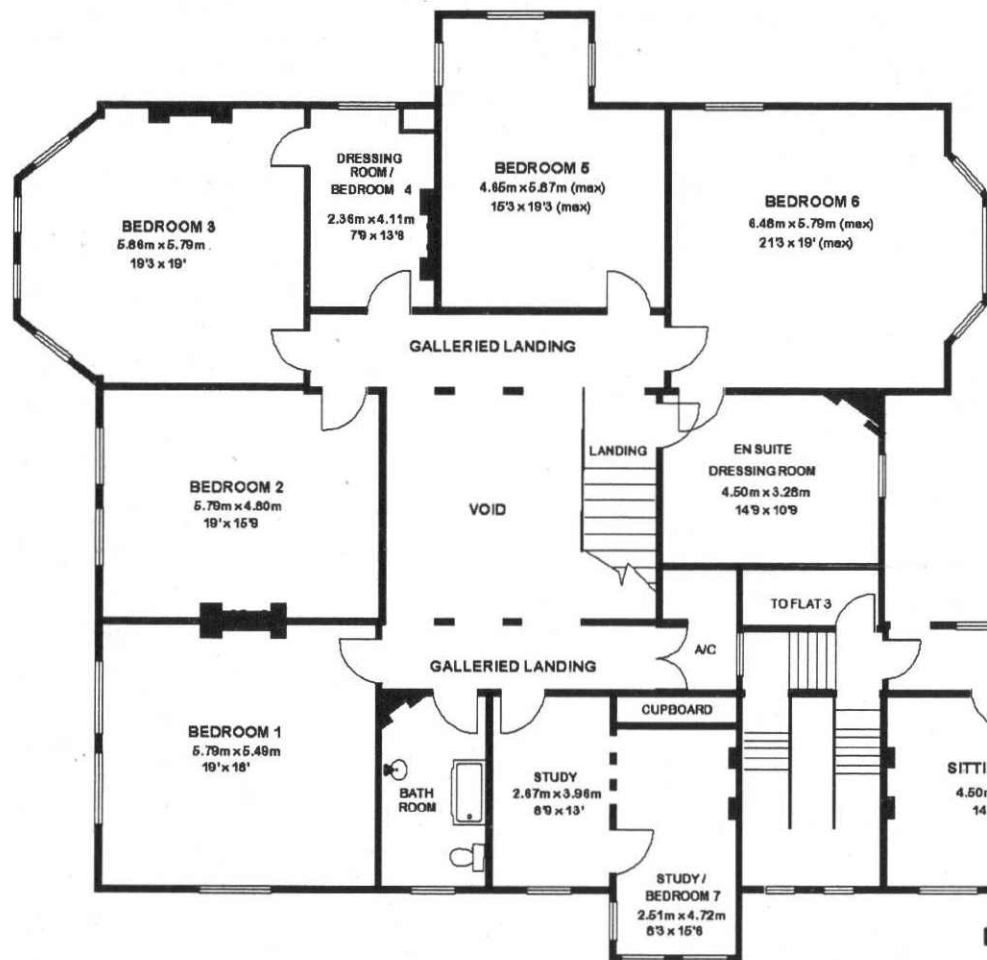 BEDROOM 5
4.65m x 5.87m (max)
15'3 x 19'3 (max)
DRESSING
ROOM /
BEDROOM 4
2.36m x 4.11m
7'9 x 13'6
BEDROOM 3
5.86m x 5.79m
19'3 x 19'
BEDROOM 6
6.48m x 5.79m (max)
21'3 x 19' (max)
GALLERIED LANDING
LANDING
EN SUITE
DRESSING ROOM
4.50m x 3.28m
14'9 x 10'9
BEDROOM 2
5.79m x 4.80m
19' x 15'9
VOID
TO FLAT 3
A/C
GALLERIED LANDING
CUPBOARD
BEDROOM 1
5.79m x 5.49m
19' x 18'
BATH
ROOM
STUDY
2.67m x 3.96m
8'9 x 13'
SITTI
4.50m
14
STUDY /
BEDROOM 7
2.51m x 4.72m
8'3 x 15'6